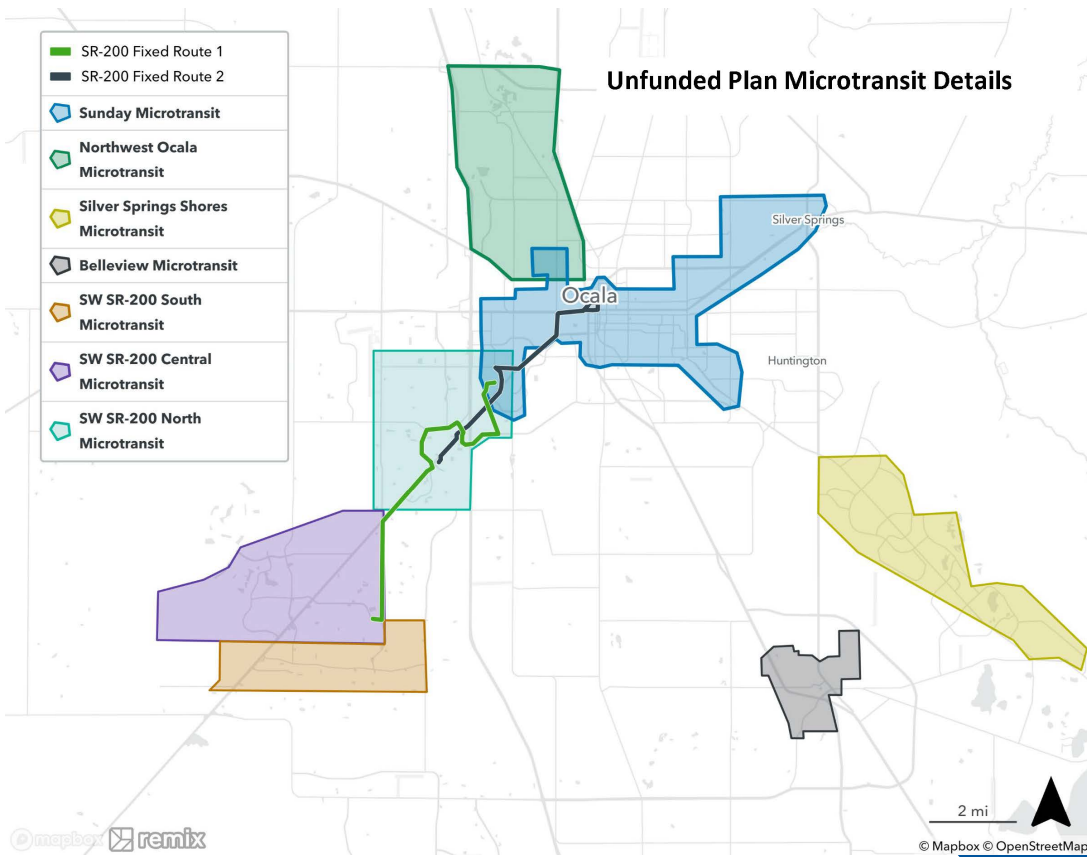 SR-200 Fixed Route 1
SR-200 Fixed Route 2
Sunday Microtransit
Northwest Ocala
Microtransit
Silver Springs Shores
Microtransit
Belleview Microtransit
SW SR-200 South
Microtransit
SW SR-200 Central
Microtransit
SW SR-200 North
Microtransit
Unfunded Plan Microtransit Details
Silver Springs
Ocala
Huntington
2 mi
mapbox remix
© Mapbox © OpenStreetMap